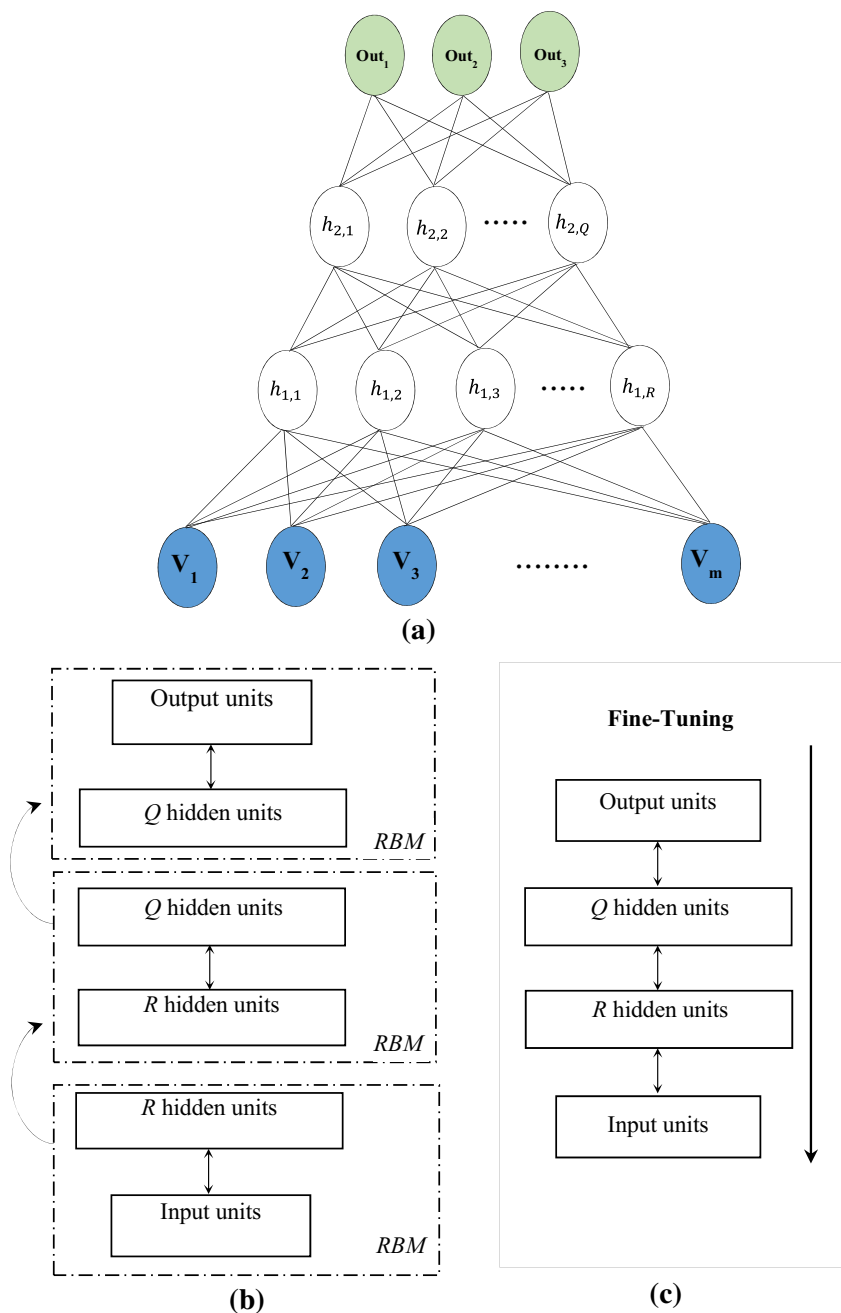 Out1 Out2 Out3
h2,1 h2,2 ..... h2,Q
h1,1 h1,2 h1,3 ..... h1,R
V1 V2 V3 ........ Vm
(a)
Output units
Q hidden units
RBM
Q hidden units
R hidden units
RBM
R hidden units
Input units
RBM
(b)
Fine-Tuning
Output units
Q hidden units
R hidden units
Input units
(c)